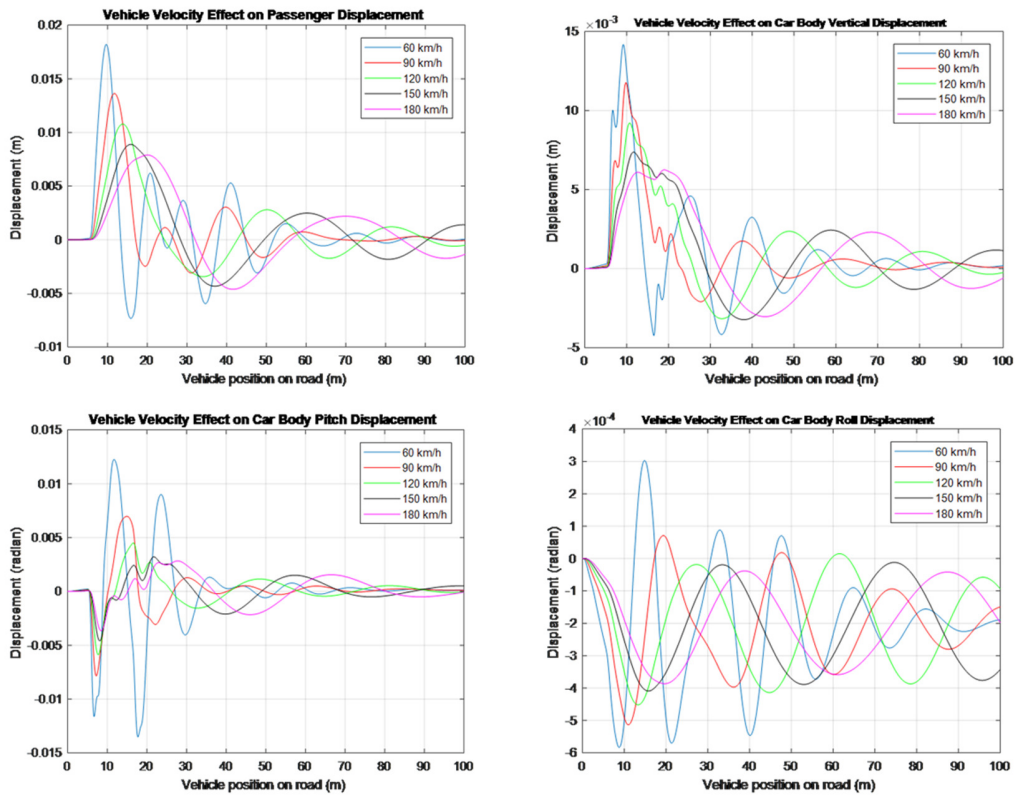 Vehicle Velocity Effect on Passenger Displacement
0.02
0.015
0.01
0.005
0
-0.005
-0.01
Displacement (m)
60 km/h
90 km/h
120 km/h
150 km/h
180 km/h
0 10 20 30 40 50 60 70 80 90 100
Vehicle position on road (m)
Vehicle Velocity Effect on Car Body Vertical Displacement
×10-3
15
10
5
0
-5
Displacement (m)
60 km/h
90 km/h
120 km/h
150 km/h
180 km/h
0 10 20 30 40 50 60 70 80 90 100
Vehicle position on road (m)
Vehicle Velocity Effect on Car Body Pitch Displacement
0.015
0.01
0.005
0
-0.005
-0.01
-0.015
Displacement (radian)
60 km/h
90 km/h
120 km/h
150 km/h
180 km/h
0 10 20 30 40 50 60 70 80 90 100
Vehicle position on road (m)
Vehicle Velocity Effect on Car Body Roll Displacement
×10-4
4
3
2
1
0
-1
-2
-3
-4
-5
-6
Displacement (radian)
60 km/h
90 km/h
120 km/h
150 km/h
180 km/h
0 10 20 30 40 50 60 70 80 90 100
Vehicle position on road (m)